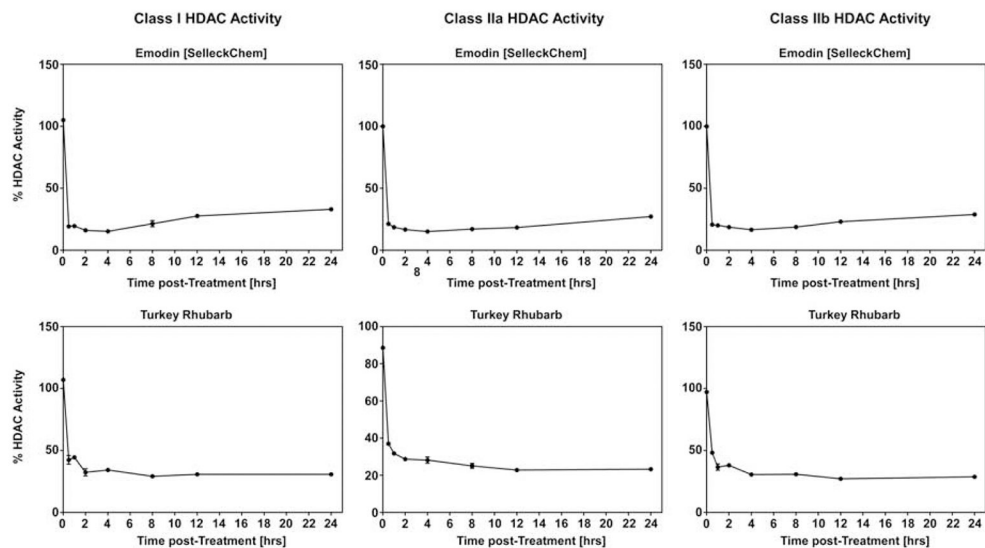 Class I HDAC Activity
Class IIa HDAC Activity
Class IIb HDAC Activity
Emodin [SelleckChem]
Emodin [SelleckChem]
Emodin [SelleckChem]
% HDAC Activity
150
100
50
0
0 2 4 6 8 10 12 14 16 18 20 22 24
Time post-Treatment [hrs]
150
100
50
0
0 2 4 6 8 10 12 14 16 18 20 22 24
8
Time post-Treatment [hrs]
150
100
50
0
0 2 4 6 8 10 12 14 16 18 20 22 24
Time post-Treatment [hrs]
Turkey Rhubarb
Turkey Rhubarb
Turkey Rhubarb
% HDAC Activity
150
100
50
0
0 2 4 6 8 10 12 14 16 18 20 22 24
Time post-Treatment [hrs]
100
80
60
40
20
0
0 2 4 6 8 10 12 14 16 18 20 22 24
Time post-Treatment [hrs]
150
100
50
0
0 2 4 6 8 10 12 14 16 18 20 22 24
Time post-Treatment [hrs]